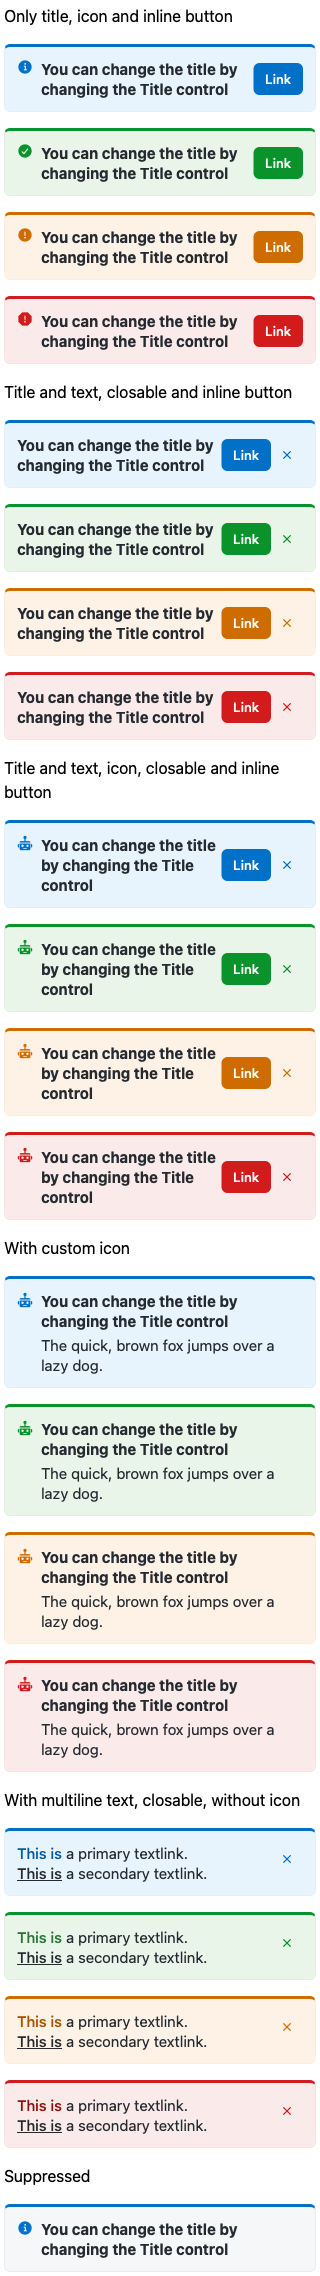 Only title, icon and inline button
You can change the title by
changing the Title control
Link
You can change the title by
changing the Title control
Link
You can change the title by
changing the Title control
Link
You can change the title by
changing the Title control
Link
Title and text, closable and inline button
You can change the title by
changing the Title control
Link
You can change the title by
changing the Title control
Link
You can change the title by
changing the Title control
Link
You can change the title by
changing the Title control
Link
Title and text, icon, closable and inline
button
You can change the title
by changing the Title
control
Link
You can change the title
by changing the Title
control
Link
You can change the title
by changing the Title
control
Link
You can change the title
by changing the Title
control
Link
With custom icon
You can change the title by
changing the Title control
The quick, brown fox jumps over a
lazy dog.
You can change the title by
changing the Title control
The quick, brown fox jumps over a
lazy dog.
You can change the title by
changing the Title control
The quick, brown fox jumps over a
lazy dog.
You can change the title by
changing the Title control
The quick, brown fox jumps over a
lazy dog.
With multiline text, closable, without icon
This is a primary textlink.
This is a secondary textlink.
This is a primary textlink.
This is a secondary textlink.
This is a primary textlink.
This is a secondary textlink.
This is a primary textlink.
This is a secondary textlink.
Suppressed
You can change the title by
changing the Title control